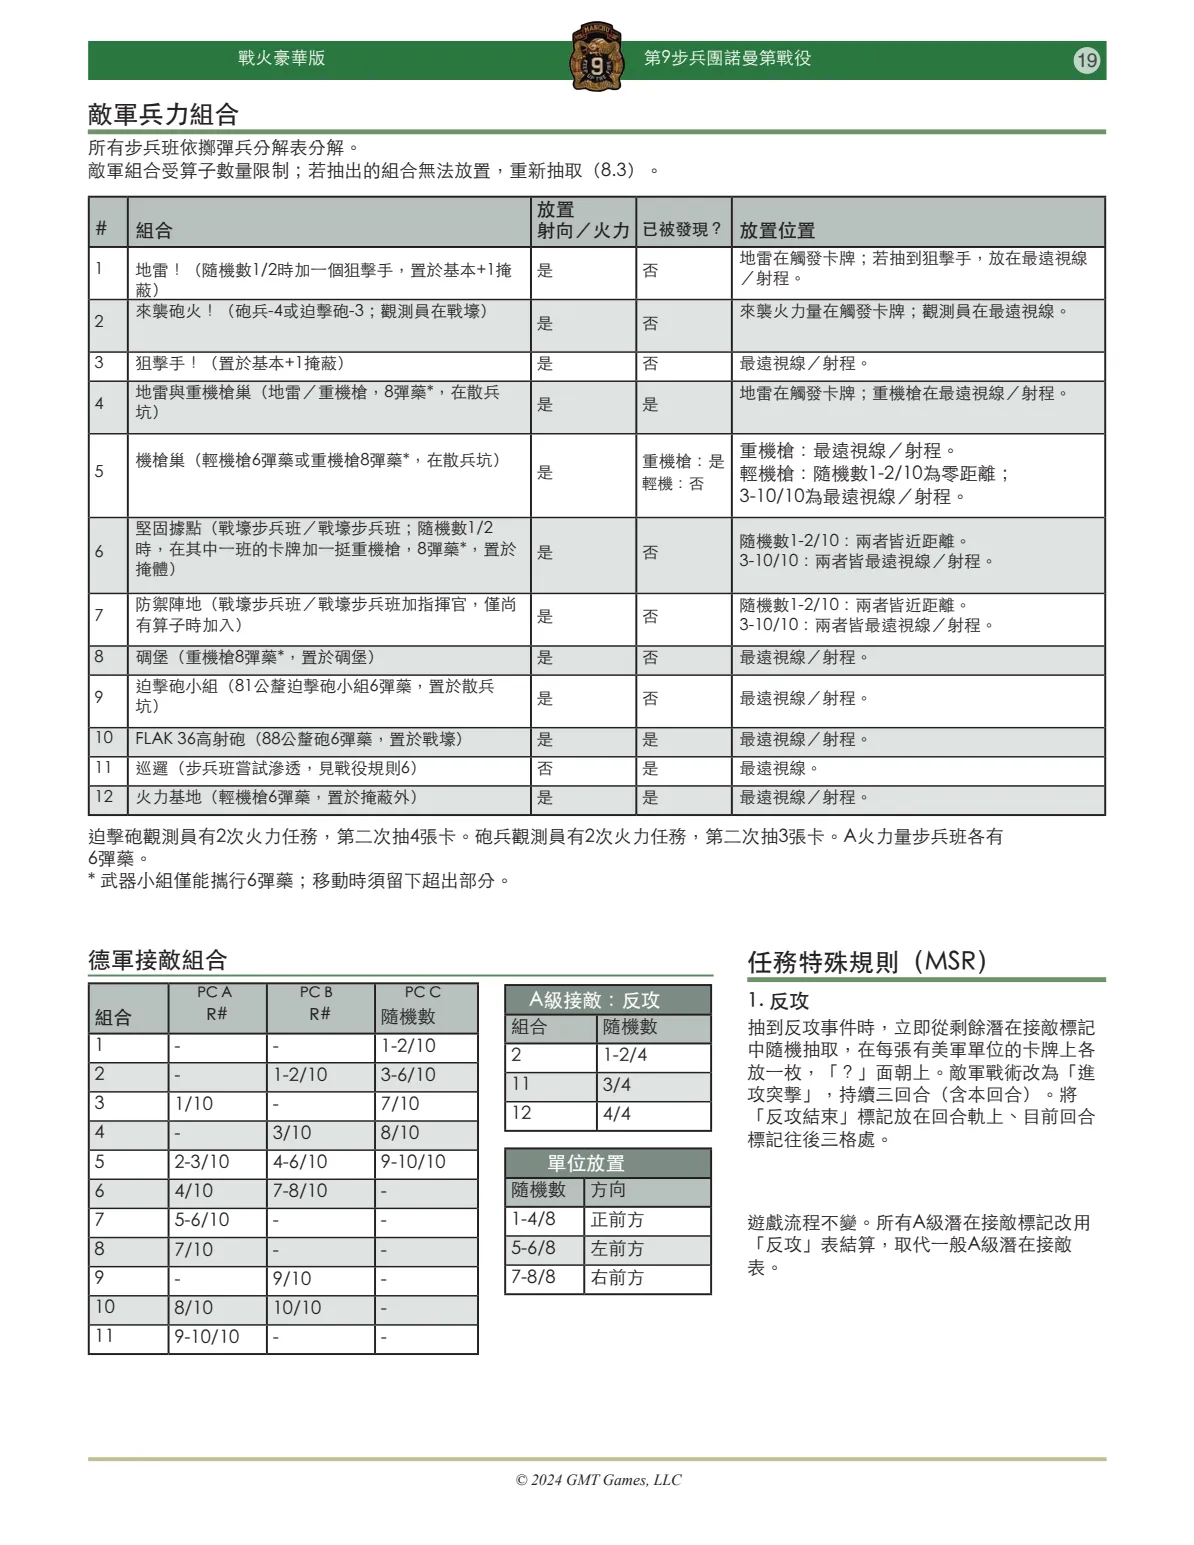 戰火豪華版
第9步兵團諾曼第戰役
19
MANCHU
9
敵軍兵力組合
所有步兵班依擲彈兵分解表分解。
敵軍組合受算子數量限制；若抽出的組合無法放置，重新抽取（8.3）。
# 組合 放置 射向／火力 已被發現？ 放置位置
1 地雷！（隨機數1/2時加一個狙擊手，置於基本+1掩 是 否 地雷在觸發卡牌；若抽到狙擊手，放在最遠視線
蔽） ／射程。
2 來襲砲火！（砲兵-4或迫擊砲-3；觀測員在戰壕） 是 否 來襲火力量在觸發卡牌；觀測員在最遠視線。
3 狙擊手！（置於基本+1掩蔽） 是 否 最遠視線／射程。
4 地雷與重機槍巢（地雷／重機槍，8彈藥*，在散兵 是 是 地雷在觸發卡牌；重機槍在最遠視線／射程。
坑）
5 機槍巢（輕機槍6彈藥或重機槍8彈藥*，在散兵坑） 是 重機槍：是 重機槍：最遠視線／射程。
輕機：否 輕機槍：隨機數1-2/10為零距離；
3-10/10為最遠視線／射程。
6 堅固據點（戰壕步兵班／戰壕步兵班；隨機數1/2 是 否 隨機數1-2/10：兩者皆近距離。
時，在其中一班的卡牌加一挺重機槍，8彈藥*，置於 3-10/10：兩者皆最遠視線／射程。
掩體）
7 防禦陣地（戰壕步兵班／戰壕步兵班加指揮官，僅尚 是 否 隨機數1-2/10：兩者皆近距離。
有算子時加入） 3-10/10：兩者皆最遠視線／射程。
8 碉堡（重機槍8彈藥*，置於碉堡） 是 否 最遠視線／射程。
9 迫擊砲小組（81公釐迫擊砲小組6彈藥，置於散兵 是 否 最遠視線／射程。
坑）
10 FLAK 36高射砲（88公釐砲6彈藥，置於戰壕） 是 是 最遠視線／射程。
11 巡邏（步兵班嘗試滲透，見戰役規則6） 否 是 最遠視線。
12 火力基地（輕機槍6彈藥，置於掩蔽外） 是 是 最遠視線／射程。
迫擊砲觀測員有2次火力任務，第二次抽4張卡。砲兵觀測員有2次火力任務，第二次抽3張卡。A火力量步兵班各有
6彈藥。
* 武器小組僅能攜行6彈藥；移動時須留下超出部分。
德軍接敵組合
組合 PC A R# PC B R# PC C 隨機數
1 - - 1-2/10
2 - 1-2/10 3-6/10
3 1/10 - 7/10
4 - 3/10 8/10
5 2-3/10 4-6/10 9-10/10
6 4/10 7-8/10 -
7 5-6/10 - -
8 7/10 - -
9 - 9/10 -
10 8/10 10/10 -
11 9-10/10 - -
A級接敵：反攻
組合 隨機數
2 1-2/4
11 3/4
12 4/4
單位放置
隨機數 方向
1-4/8 正前方
5-6/8 左前方
7-8/8 右前方
任務特殊規則（MSR）
1. 反攻
抽到反攻事件時，立即從剩餘潛在接敵標記
中隨機抽取，在每張有美軍單位的卡牌上各
放一枚，「？」面朝上。敵軍戰術改為「進
攻突擊」，持續三回合（含本回合）。將
「反攻結束」標記放在回合軌上、目前回合
標記往後三格處。
遊戲流程不變。所有A級潛在接敵標記改用
「反攻」表結算，取代一般A級潛在接敵
表。
© 2024 GMT Games, LLC